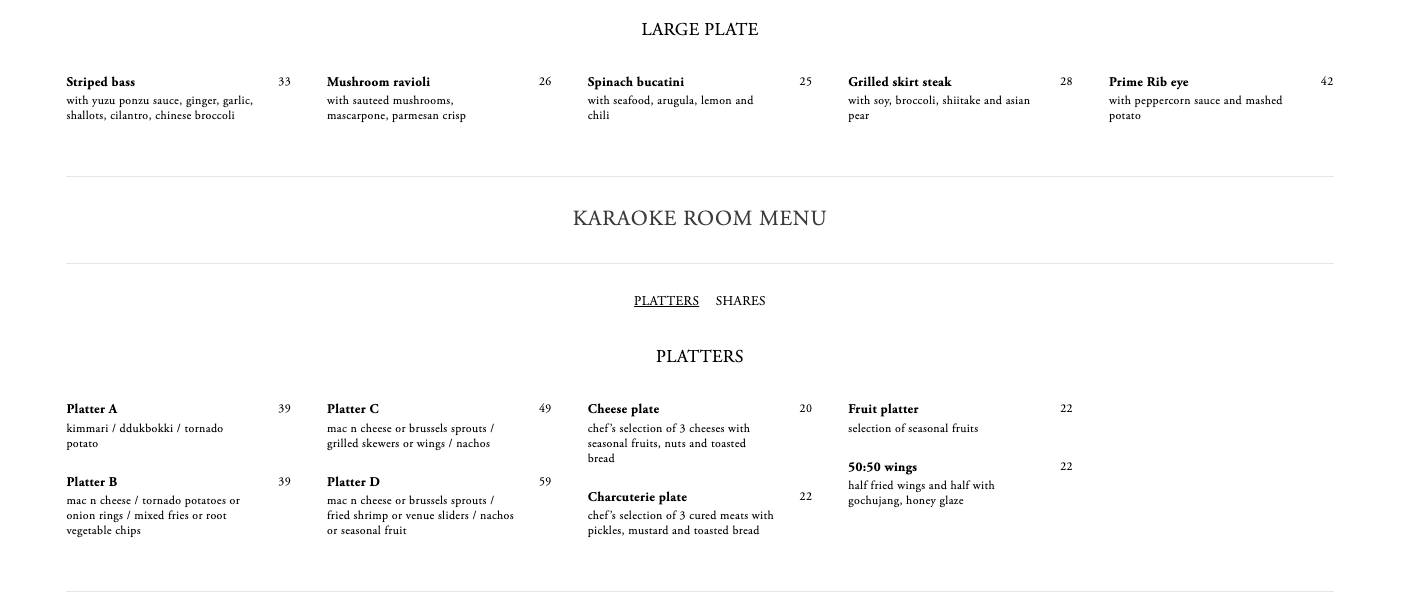 LARGE PLATE
Striped bass 33
with yuzu ponzu sauce, ginger, garlic,
shallots, cilantro, chinese broccoli
Mushroom ravioli 26
with sauteed mushrooms,
mascarpone, parmesan crisp
Spinach bucatini 25
with seafood, arugula, lemon and
chili
Grilled skirt steak 28
with soy, broccoli, shiitake and asian
pear
Prime Rib eye 42
with peppercorn sauce and mashed
potato
KARAOKE ROOM MENU
PLATTERS SHARES
PLATTERS
Platter A 39
kimmari / ddukbokki / tornado
potato
Platter B 39
mac n cheese / tornado potatoes or
onion rings / mixed fries or root
vegetable chips
Platter C 49
mac n cheese or brussels sprouts /
grilled skewers or wings / nachos
Platter D 59
mac n cheese or brussels sprouts /
fried shrimp or venue sliders / nachos
or seasonal fruit
Cheese plate 20
chef's selection of 3 cheeses with
seasonal fruits, nuts and toasted
bread
Charcuterie plate 22
chef's selection of 3 cured meats with
pickles, mustard and toasted bread
Fruit platter 22
selection of seasonal fruits
50:50 wings 22
half fried wings and half with
gochujang, honey glaze